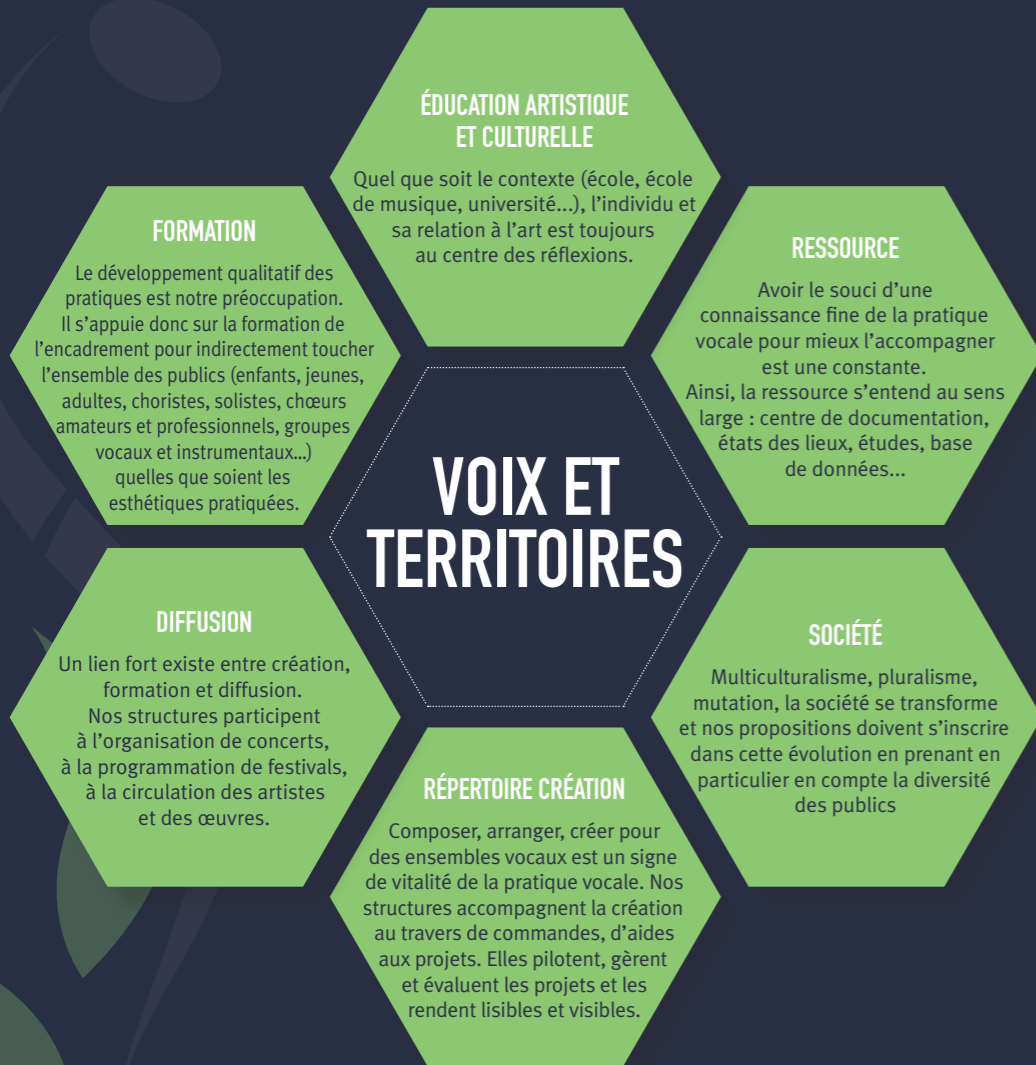 ÉDUCATION ARTISTIQUE
ET CULTURELLE
Quel que soit le contexte (école, école
de musique, université...), l'individu et
sa relation à l'art est toujours
au centre des réflexions.
FORMATION
Le développement qualitatif des
pratiques est notre préoccupation.
Il s'appuie donc sur la formation de
l'encadrement pour indirectement toucher
l'ensemble des publics (enfants, jeunes,
adultes, choristes, solistes, chœurs
amateurs et professionnels, groupes
vocaux et instrumentaux...)
quelles que soient les
esthétiques pratiquées.
RESSOURCE
Avoir le souci d'une
connaissance fine de la pratique
vocale pour mieux l'accompagner
est une constante.
Ainsi, la ressource s'entend au sens
large : centre de documentation,
états des lieux, études, base
de données...
VOIX ET
TERRITOIRES
DIFFUSION
Un lien fort existe entre création,
formation et diffusion.
Nos structures participent
à l'organisation de concerts,
à la programmation de festivals,
à la circulation des artistes
et des œuvres.
SOCIÉTÉ
Multiculturalisme, pluralisme,
mutation, la société se transforme
et nos propositions doivent s'inscrire
dans cette évolution en prenant en
particulier en compte la diversité
des publics
RÉPERTOIRE CRÉATION
Composer, arranger, créer pour
des ensembles vocaux est un signe
de vitalité de la pratique vocale. Nos
structures accompagnent la création
au travers de commandes, d'aides
aux projets. Elles pilotent, gèrent
et évaluent les projets et les
rendent lisibles et visibles.